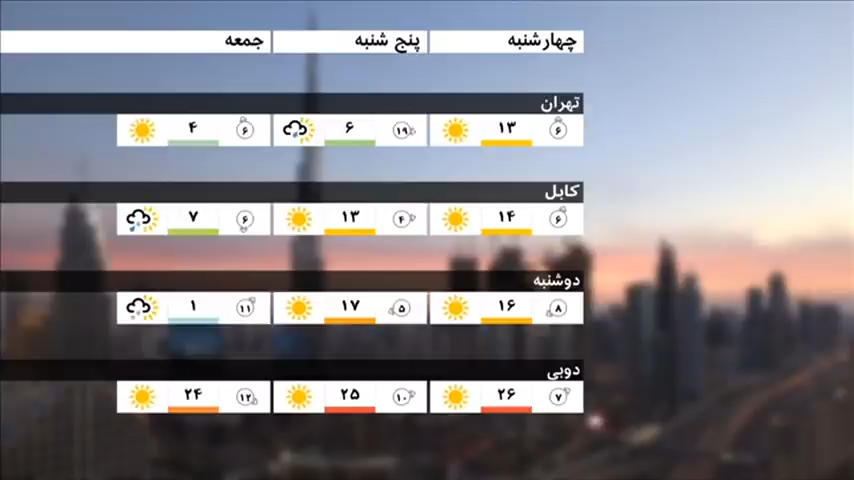 چهارشنبه پنج شنبه جمعه
تهران
۶ ۱۳ ۱۹ ۶ ۶ ۴
کابل
۶ ۱۴ ۴ ۱۳ ۶ ۷
دوشنبه
۸ ۱۶ ۵ ۱۷ ۱۱ ۱
دوبی
۷ ۲۶ ۱۰ ۲۵ ۱۲ ۲۴